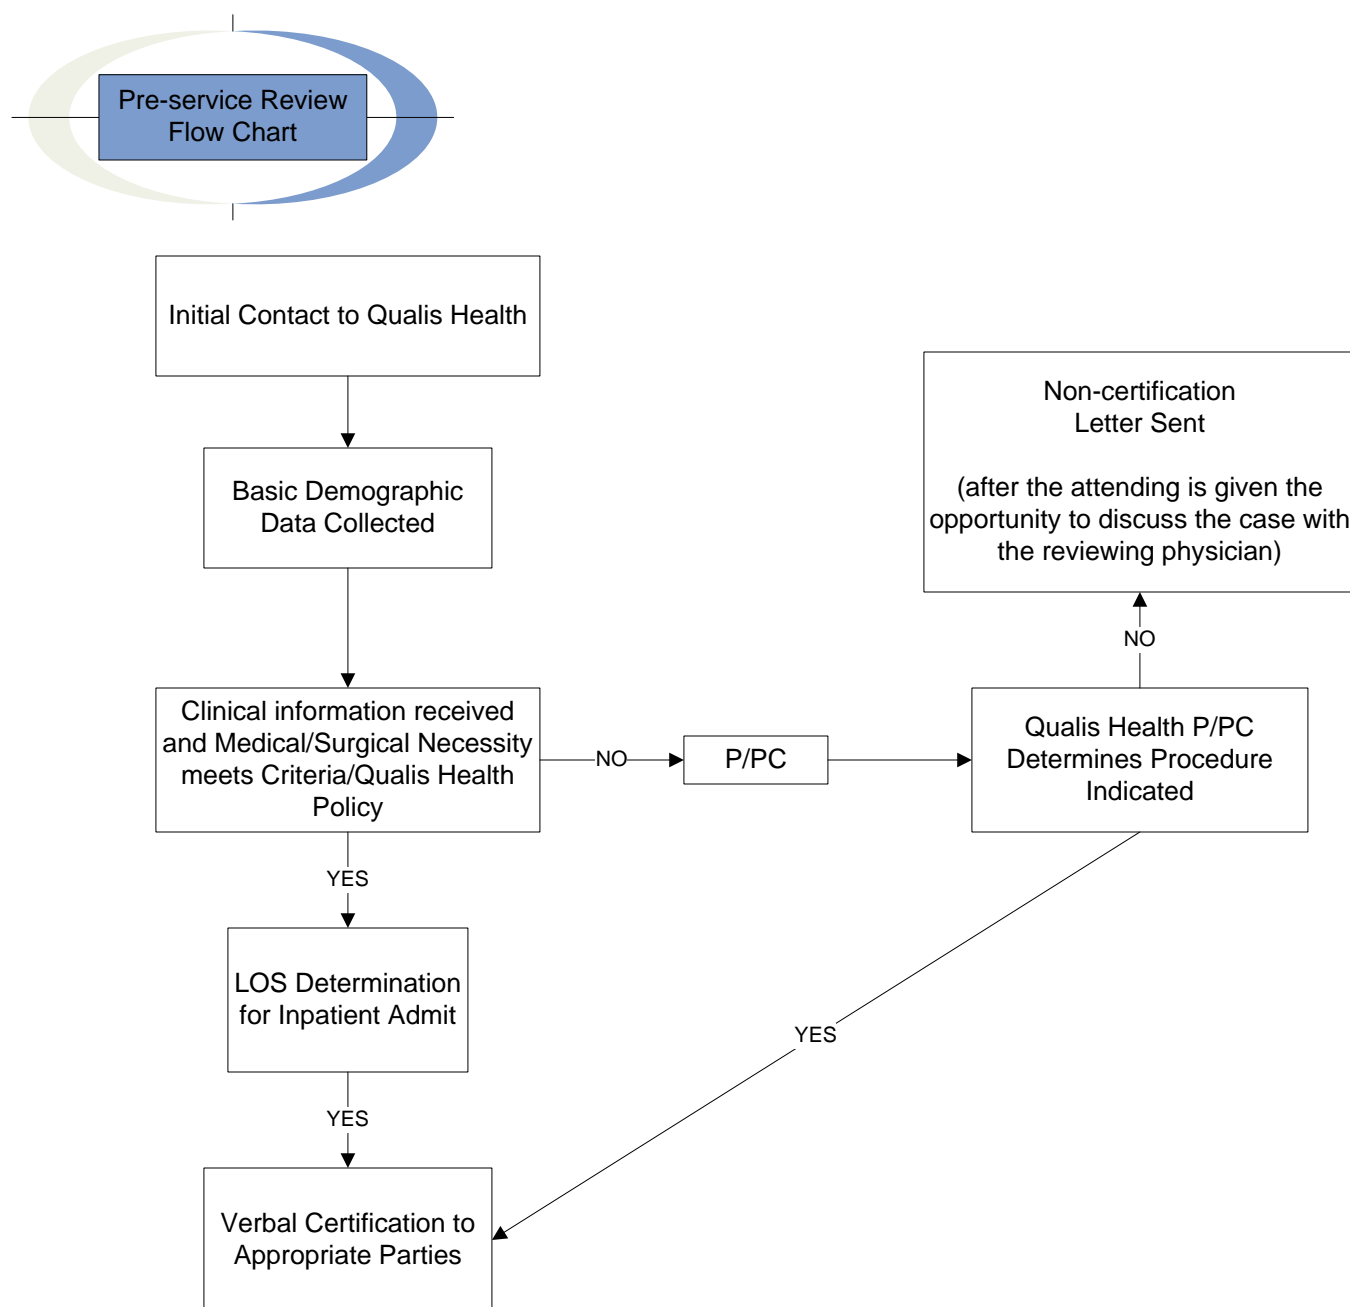 Pre-service Review
Flow Chart
Initial Contact to Qualis Health
Basic Demographic
Data Collected
Non-certification
Letter Sent
(after the attending is given the
opportunity to discuss the case with
the reviewing physician)
NO
Clinical information received
and Medical/Surgical Necessity
meets Criteria/Qualis Health
Policy
NO
P/PC
Qualis Health P/PC
Determines Procedure
Indicated
YES
LOS Determination
for Inpatient Admit
YES
YES
Verbal Certification to
Appropriate Parties